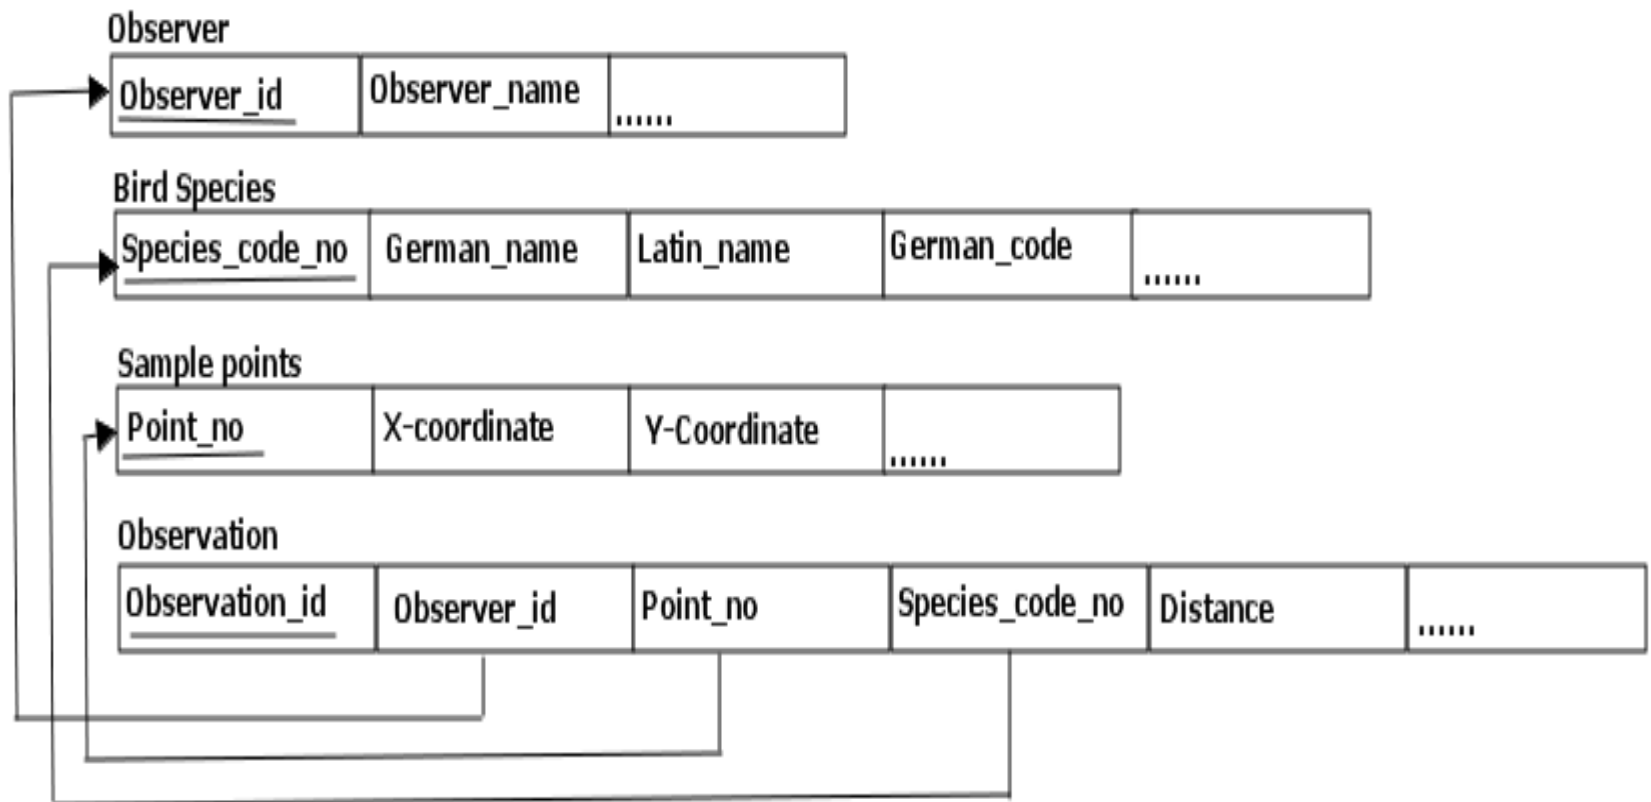 Observer
Observer_id Observer_name ......
Bird Species
Species_code_no German_name Latin_name German_code ......
Sample points
Point_no X-coordinate Y-Coordinate ......
Observation
Observation_id Observer_id Point_no Species_code_no Distance ......